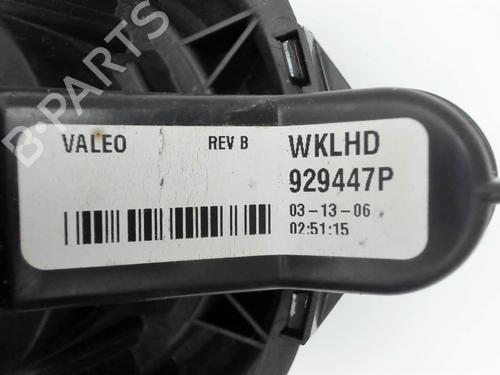 B-PARTS
VALEO REV B WKLHD
929447P
03-13-06
02:51:15